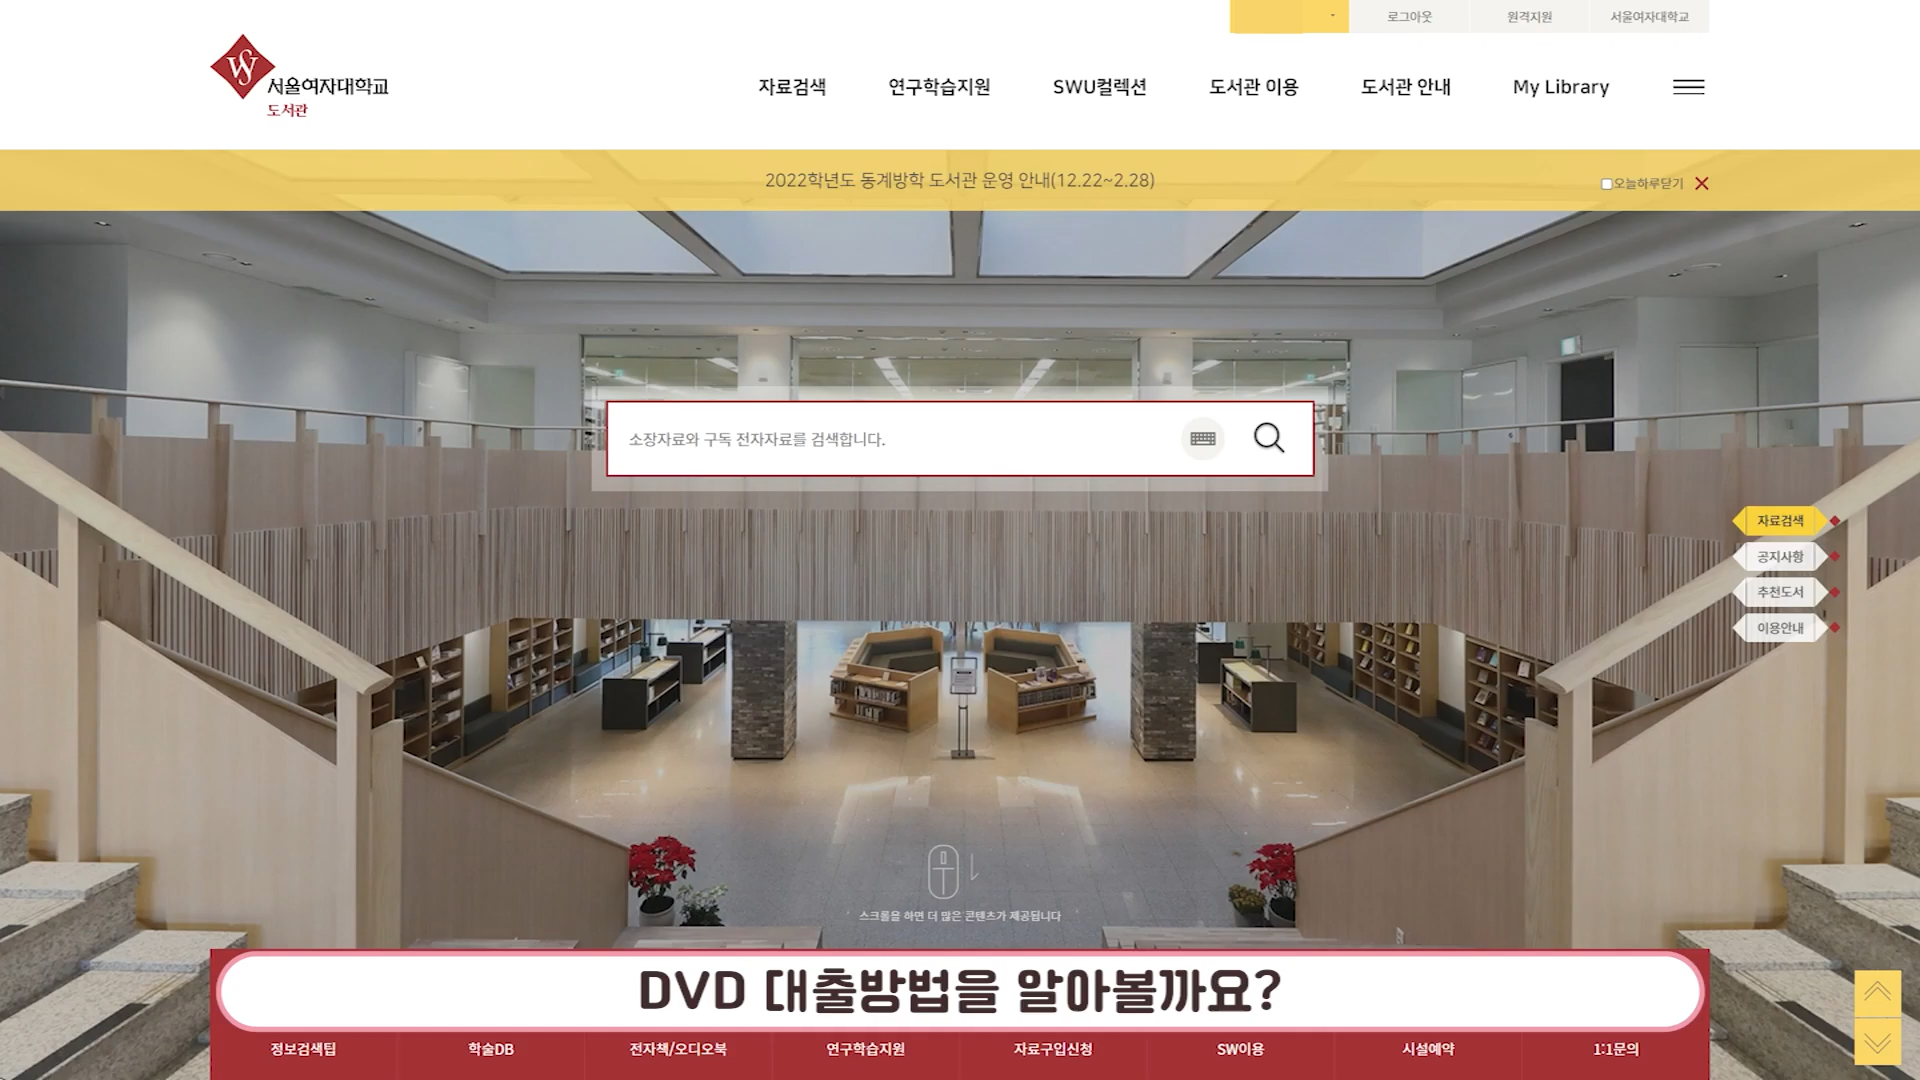 로그아웃
원격지원
서울여자대학교
서울여자대학교
도서관
자료검색
연구학습지원
SWU컬렉션
도서관 이용
도서관 안내
My Library
2022학년도 동계방학 도서관 운영 안내(12.22~2.28)
오늘하루닫기
소장자료와 구독 전자자료를 검색합니다.
자료검색
공지사항
추천도서
이용안내
스크롤을 하면 더 많은 콘텐츠가 제공됩니다
DVD 대출방법을 알아볼까요?
정보검색팁
학술DB
전자책/오디오북
연구학습지원
자료구입신청
SW이용
시설예약
1:1문의